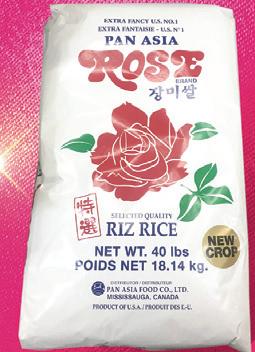 EXTRA FANCY U.S. NO.1
EXTRA FANTAISIE - U.S. Nº 1
PAN ASIA
ROSE
BRAND
장미쌀
特選
SELECTED QUALITY
RIZ RICE
NEW CROP
NET WT. 40 lbs
POIDS NET 18.14 kg.
DISTRIBUTOR / DISTRIBUTEUR
PAN ASIA FOOD CO., LTD.
MISSISSAUGA, CANADA
PRODUCT OF U.S.A. / PRODUIT DES E.-U.